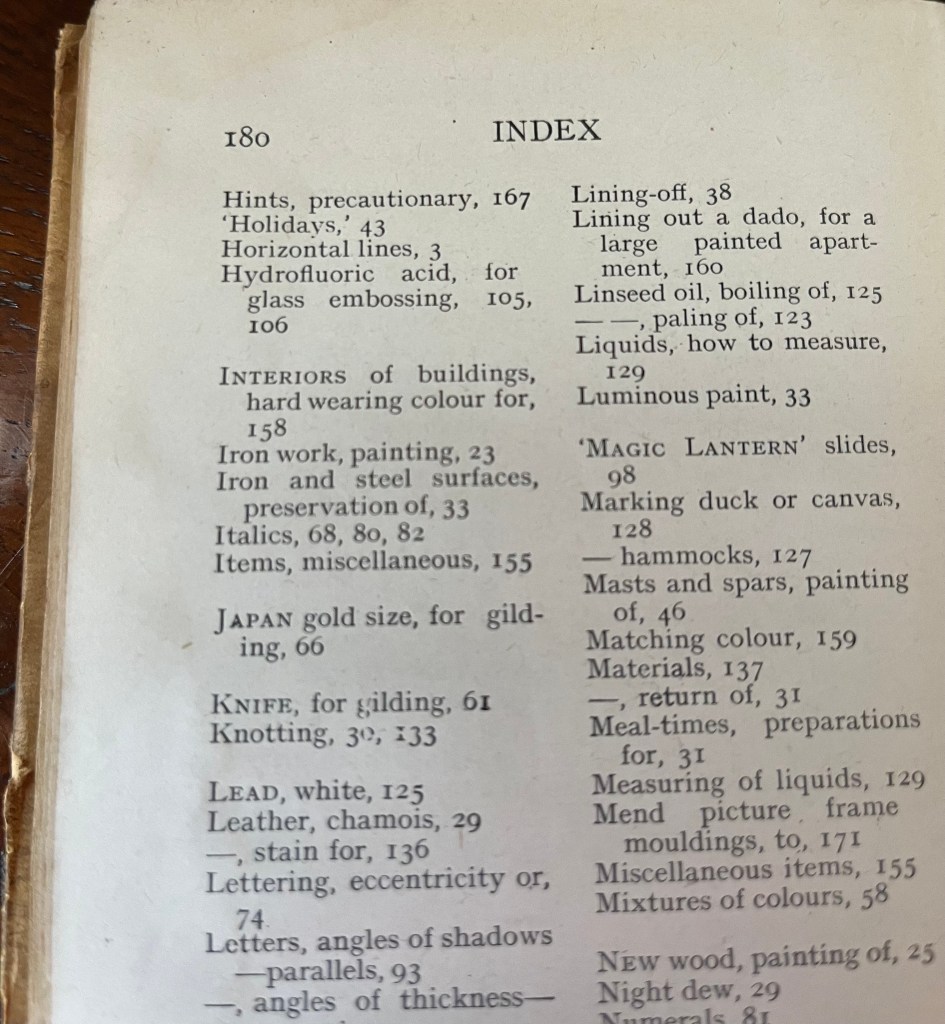 180 INDEX
Hints, precautionary, 167
'Holidays,' 43
Horizontal lines, 3
Hydrofluoric acid, for
glass embossing, 105,
106
INTERIORS of buildings,
hard wearing colour for,
158
Iron work, painting, 23
Iron and steel surfaces,
preservation of, 33
Italics, 68, 80, 82
Items, miscellaneous, 155
JAPAN gold size, for gild-
ing, 66
KNIFE, for gilding, 61
Knotting, 30, 133
LEAD, white, 125
Leather, chamois, 29
—, stain for, 136
Lettering, eccentricity or,
74.
Letters, angles of shadows
—parallels, 93
—, angles of thickness—
Lining-off, 38
Lining out a dado, for a
large painted apart-
ment, 160
Linseed oil, boiling of, 125
— —, paling of, 123
Liquids, how to measure,
129
Luminous paint, 33
'MAGIC LANTERN' slides,
98
Marking duck or canvas,
128
— hammocks, 127
Masts and spars, painting
of, 46
Matching colour, 159
Materials, 137
—, return of, 31
Meal-times, preparations
for, 31
Measuring of liquids, 129
Mend picture frame
mouldings, to, 171
Miscellaneous items, 155
Mixtures of colours, 58
NEW wood, painting of, 25
Night dew, 29
Numerals, 81